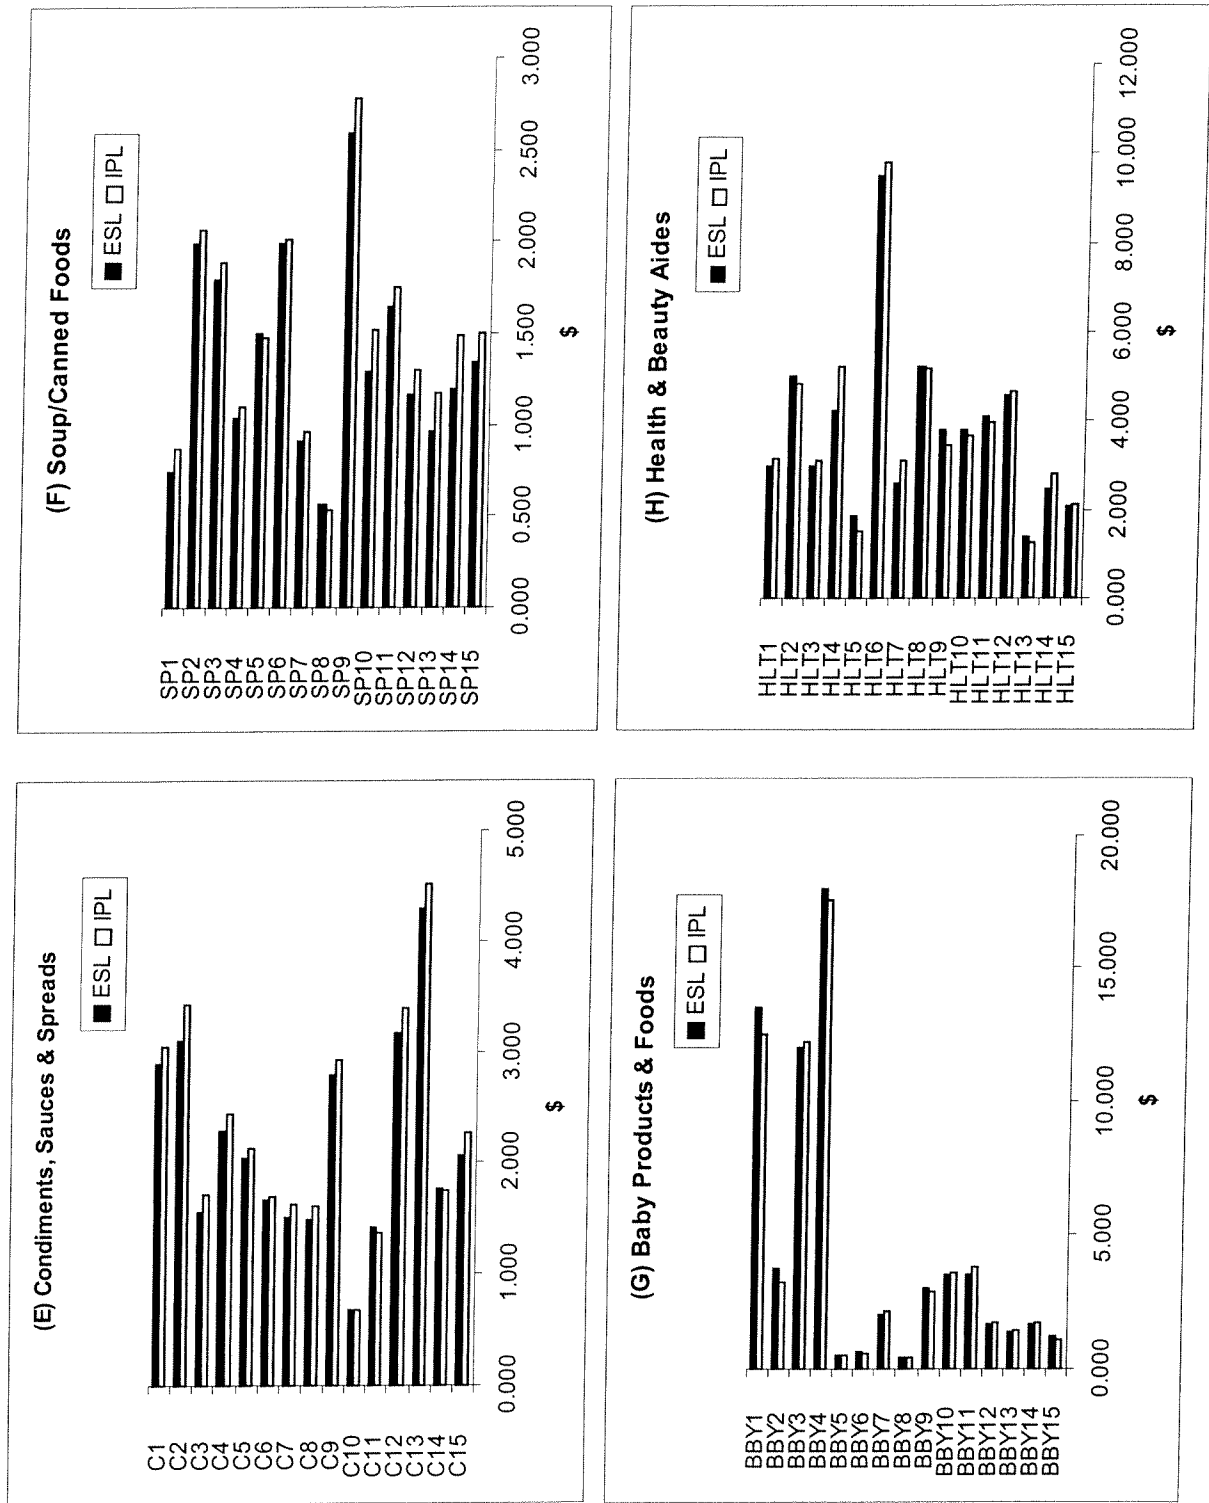 (E) Condiments, Sauces & Spreads
ESL IPL
C1
C2
C3
C4
C5
C6
C7
C8
C9
C10
C11
C12
C13
C14
C15
0.000 1.000 2.000 3.000 4.000 5.000
$
(F) Soup/Canned Foods
ESL IPL
SP1
SP2
SP3
SP4
SP5
SP6
SP7
SP8
SP9
SP10
SP11
SP12
SP13
SP14
SP15
0.000 0.500 1.000 1.500 2.000 2.500 3.000
$
(G) Baby Products & Foods
ESL IPL
BBY1
BBY2
BBY3
BBY4
BBY5
BBY6
BBY7
BBY8
BBY9
BBY10
BBY11
BBY12
BBY13
BBY14
BBY15
0.000 5.000 10.000 15.000 20.000
$
(H) Health & Beauty Aides
ESL IPL
HLT1
HLT2
HLT3
HLT4
HLT5
HLT6
HLT7
HLT8
HLT9
HLT10
HLT11
HLT12
HLT13
HLT14
HLT15
0.000 2.000 4.000 6.000 8.000 10.000 12.000
$